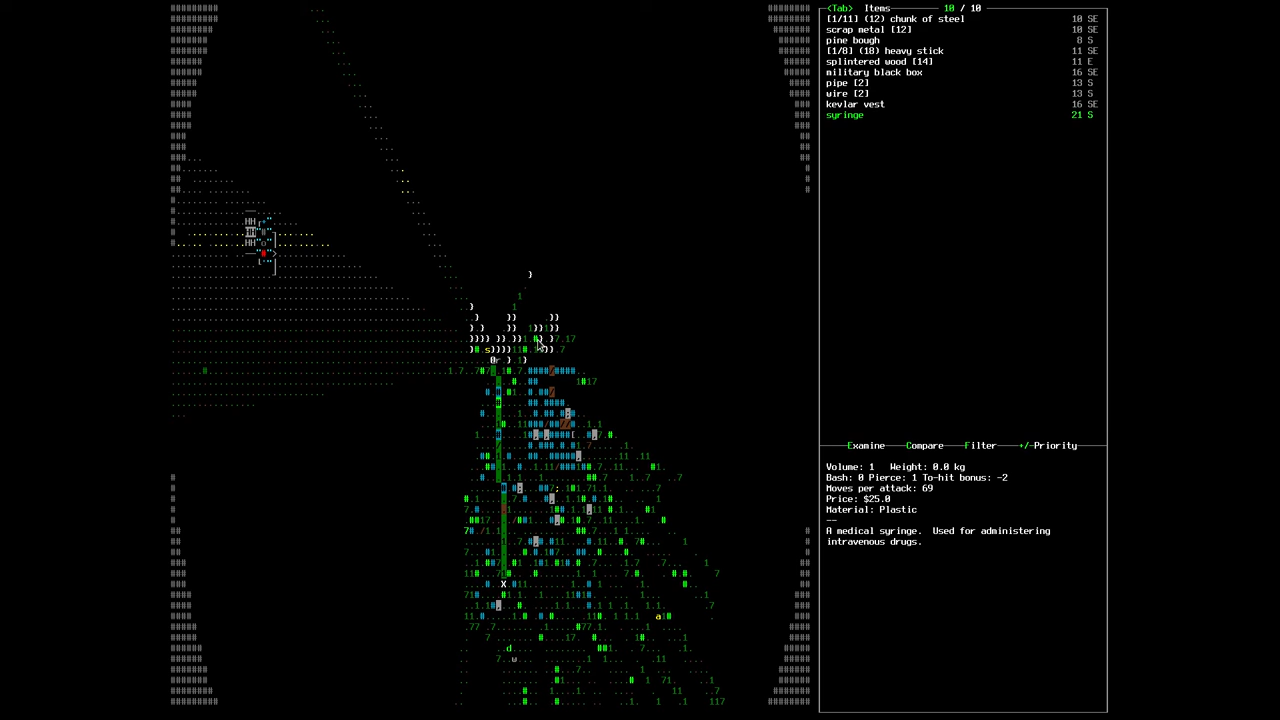 <Tab> Items 10 / 10
[1/11] (12) chunk of steel 10 SE
scrap metal [12] 10 SE
pine bough 8 S
[1/8] (18) heavy stick 11 SE
splintered wood [14] 11 E
military black box 16 SE
pipe [2] 13 S
wire [2] 13 S
kevlar vest 16 SE
syringe 21 S
Examine Compare Filter +/-Priority
Volume: 1 Weight: 0.0 kg
Bash: 0 Pierce: 1 To-hit bonus: -2
Moves per attack: 69
Price: $25.0
Material: Plastic
--
A medical syringe. Used for administering
intravenous drugs.